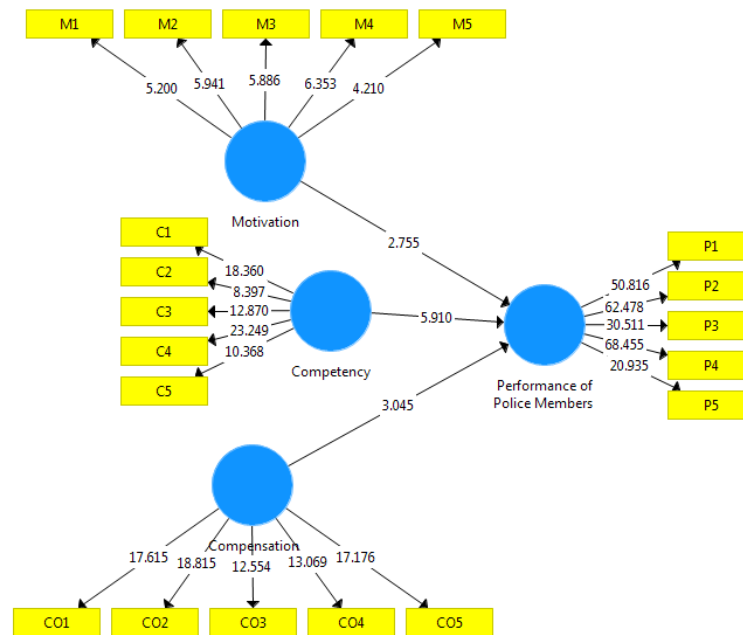 M1
M2
M3
M4
M5
5.200
5.941
5.886
6.353
4.210
Motivation
2.755
C1
C2
C3
C4
C5
18.360
8.397
12.870
23.249
10.368
Competency
5.910
P1
P2
P3
P4
P5
50.816
62.478
30.511
68.455
20.935
Performance of
Police Members
3.045
Compensation
17.615
18.815
12.554
13.069
17.176
CO1
CO2
CO3
CO4
CO5